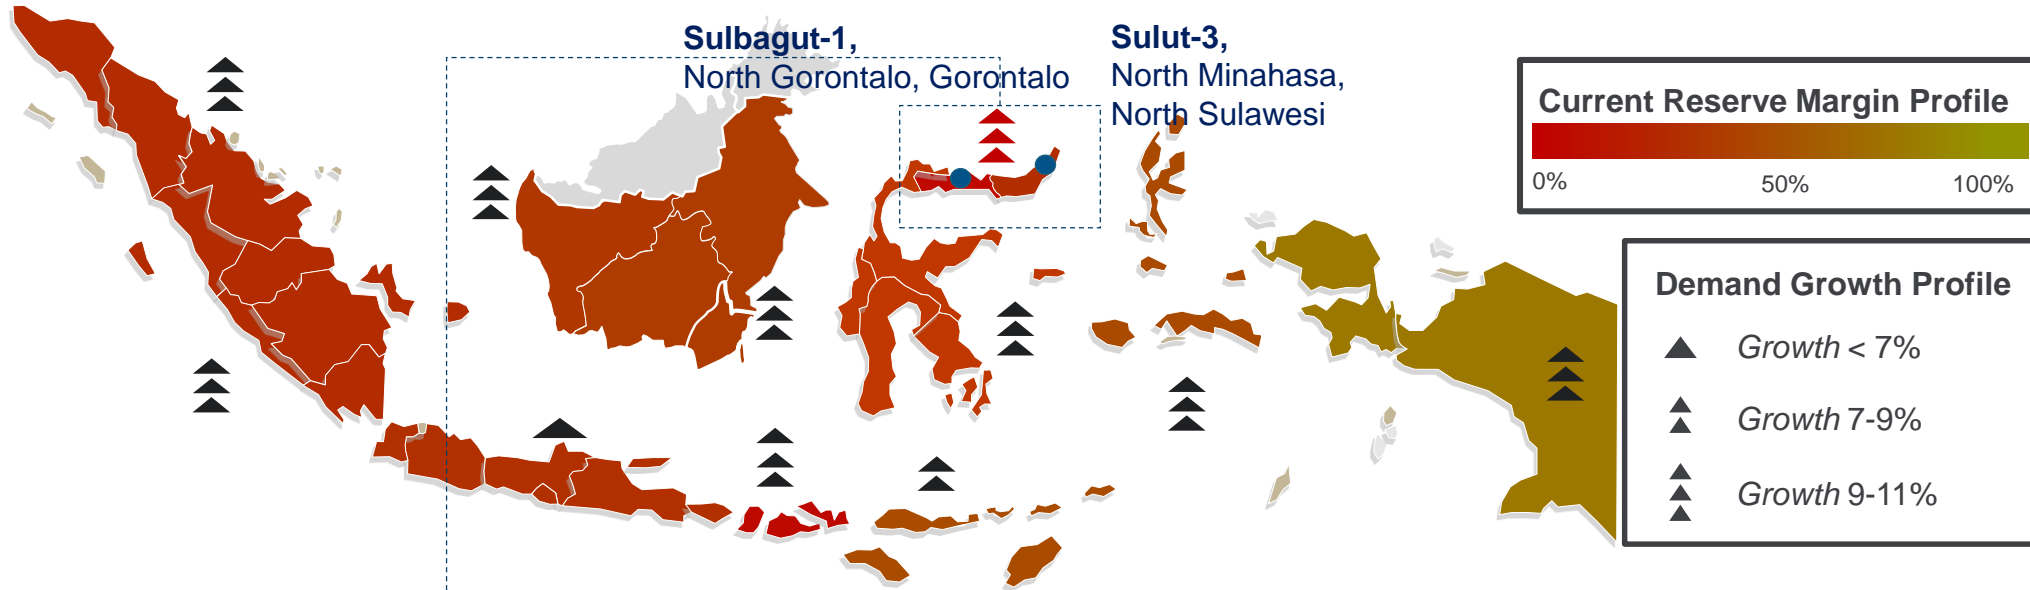 Sulbagut-1,
North Gorontalo, Gorontalo
Sulut-3,
North Minahasa,
North Sulawesi
Current Reserve Margin Profile
0%
50%
100%
Demand Growth Profile
Growth < 7%
Growth 7-9%
Growth 9-11%